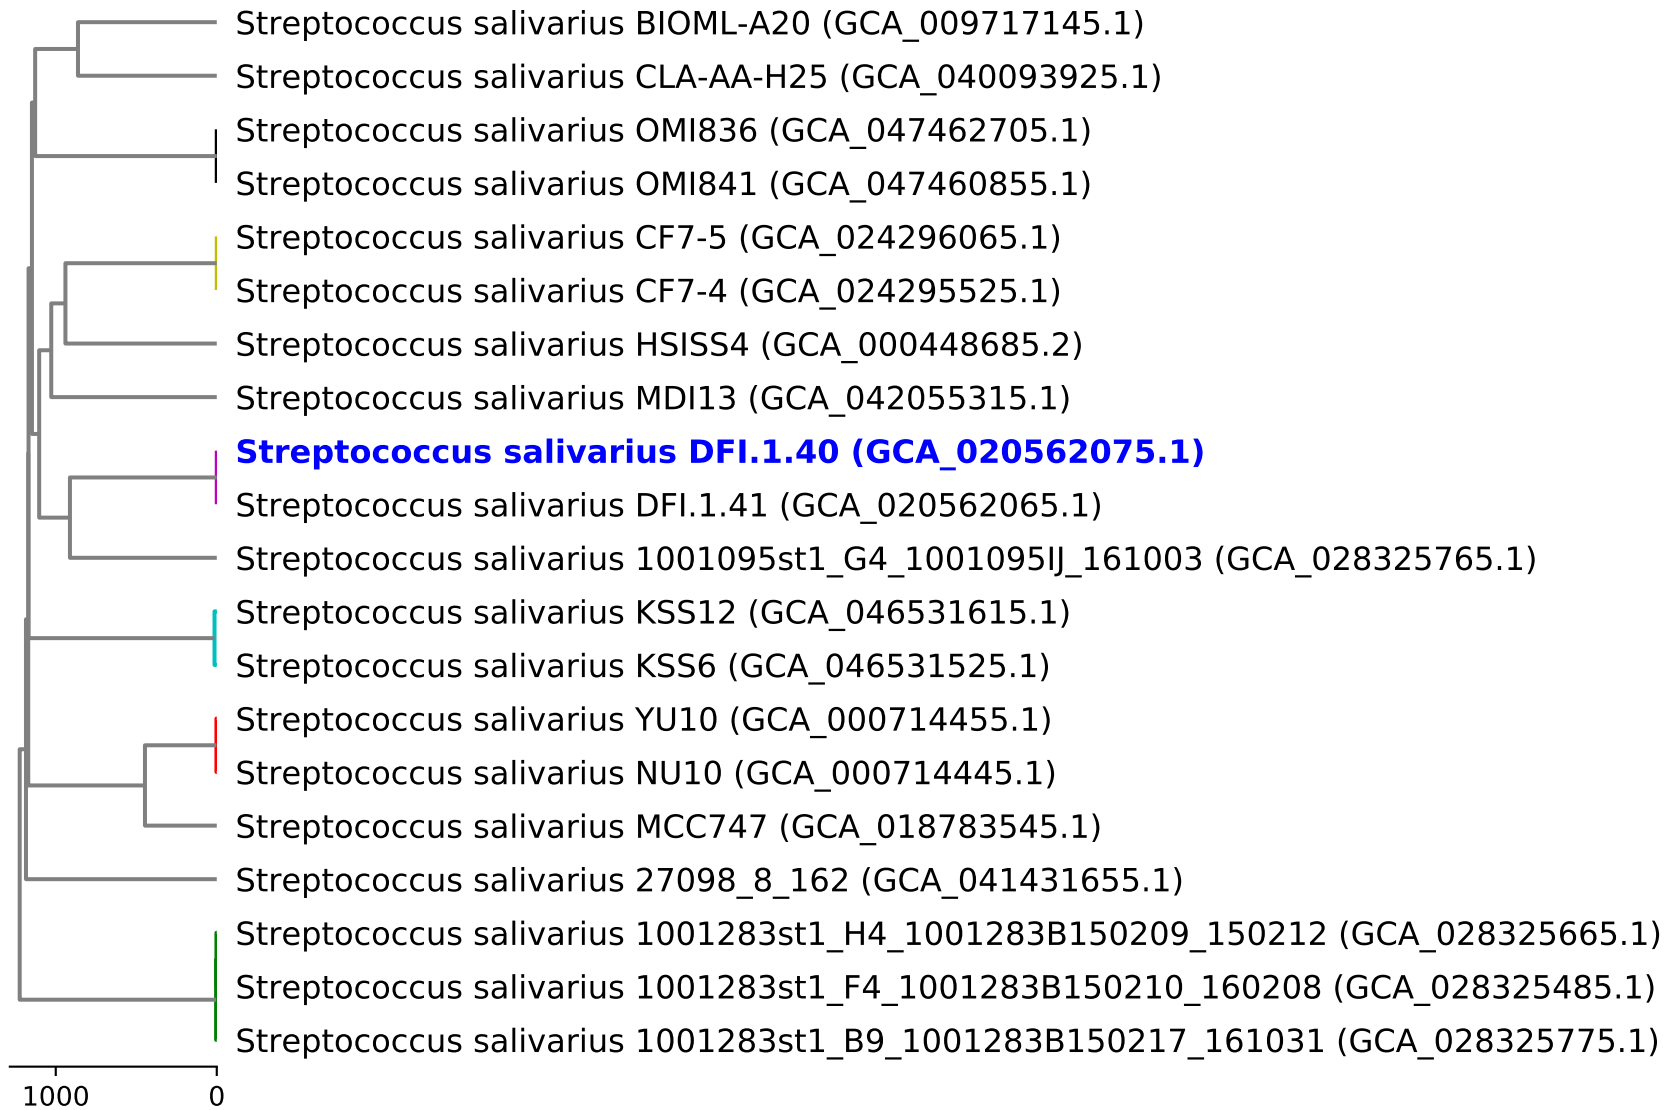 Streptococcus salivarius BIOML-A20 (GCA_009717145.1)
Streptococcus salivarius CLA-AA-H25 (GCA_040093925.1)
Streptococcus salivarius OMI836 (GCA_047462705.1)
Streptococcus salivarius OMI841 (GCA_047460855.1)
Streptococcus salivarius CF7-5 (GCA_024296065.1)
Streptococcus salivarius CF7-4 (GCA_024295525.1)
Streptococcus salivarius HSISS4 (GCA_000448685.2)
Streptococcus salivarius MDI13 (GCA_042055315.1)
Streptococcus salivarius DFI.1.40 (GCA_020562075.1)
Streptococcus salivarius DFI.1.41 (GCA_020562065.1)
Streptococcus salivarius 1001095st1_G4_1001095IJ_161003 (GCA_028325765.1)
Streptococcus salivarius KSS12 (GCA_046531615.1)
Streptococcus salivarius KSS6 (GCA_046531525.1)
Streptococcus salivarius YU10 (GCA_000714455.1)
Streptococcus salivarius NU10 (GCA_000714445.1)
Streptococcus salivarius MCC747 (GCA_018783545.1)
Streptococcus salivarius 27098_8_162 (GCA_041431655.1)
Streptococcus salivarius 1001283st1_H4_1001283B150209_150212 (GCA_028325665.1)
Streptococcus salivarius 1001283st1_F4_1001283B150210_160208 (GCA_028325485.1)
Streptococcus salivarius 1001283st1_B9_1001283B150217_161031 (GCA_028325775.1)
1000 0